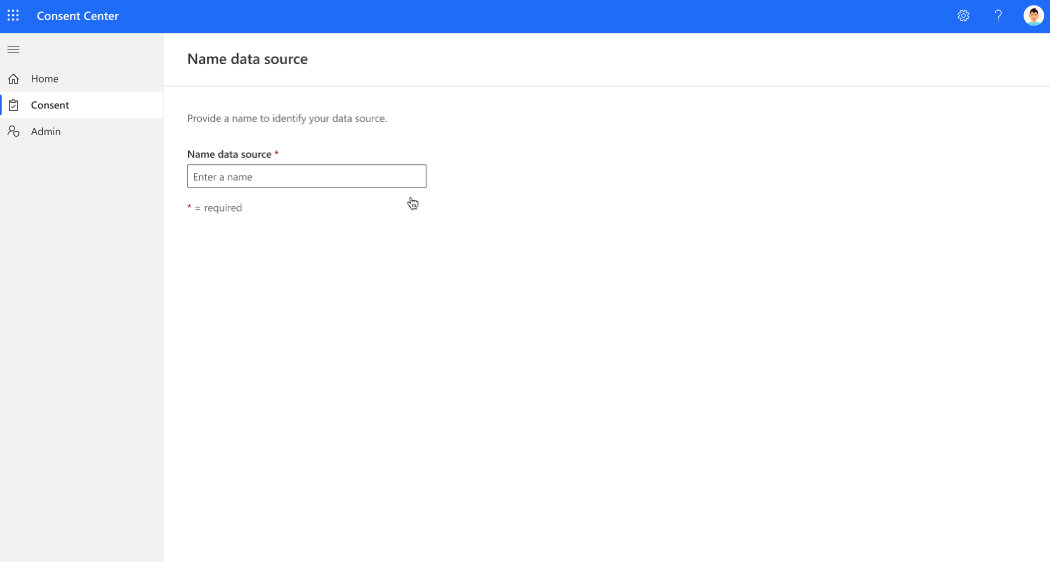 Consent Center
Home
Consent
Admin
Name data source
Provide a name to identify your data source.
Name data source *
Enter a name
* = required